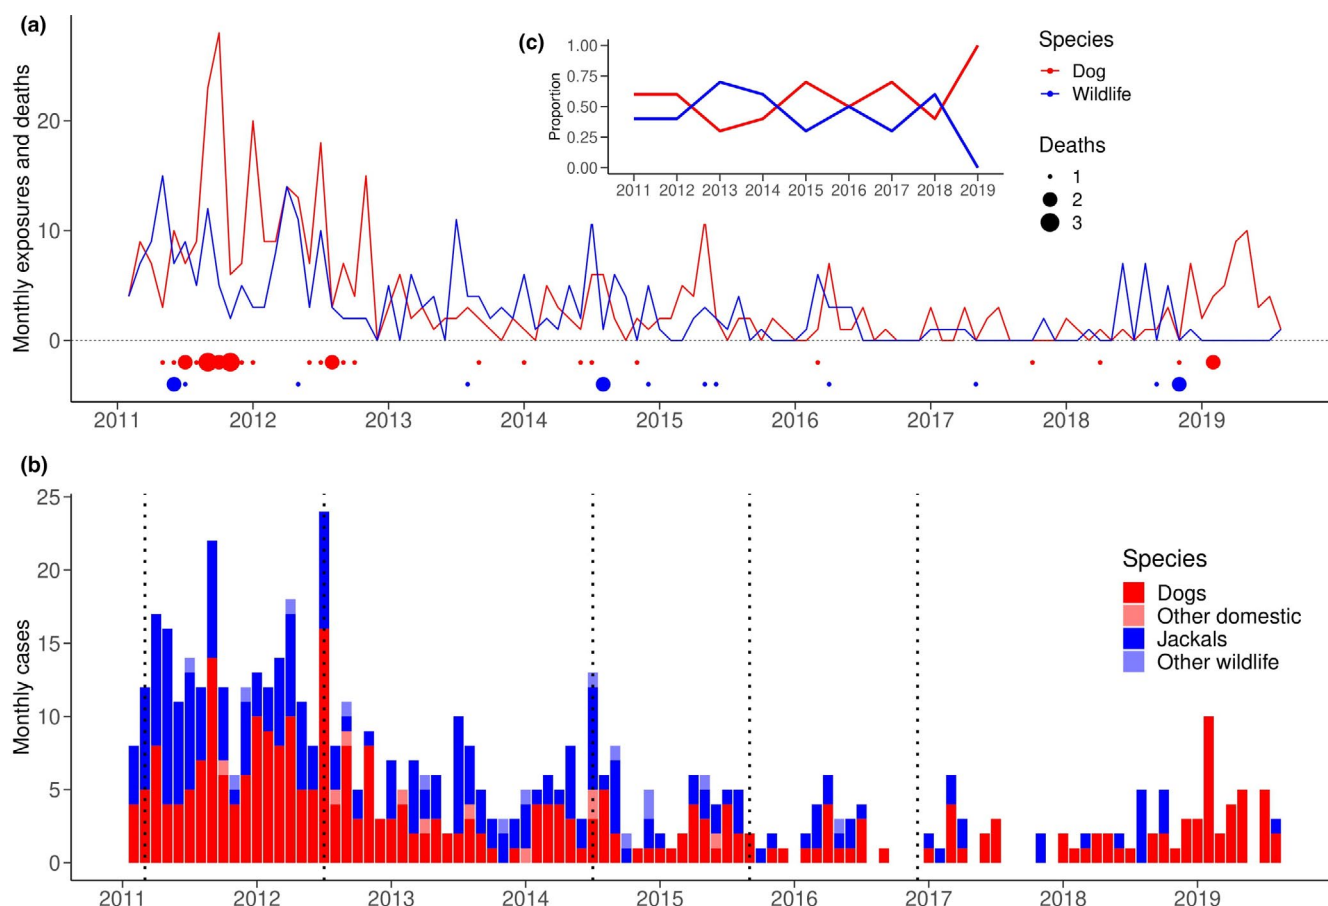 (a)
Monthly exposures and deaths
20
10
0
2011 2012 2013 2014 2015 2016 2017 2018 2019
(c)
Proportion
1.00
0.75
0.50
0.25
0.00
2011 2012 2013 2014 2015 2016 2017 2018 2019
Species
Dog
Wildlife
Deaths
1
2
3
(b)
Monthly cases
25
20
15
10
5
0
2011 2012 2013 2014 2015 2016 2017 2018 2019
Species
Dogs
Other domestic
Jackals
Other wildlife